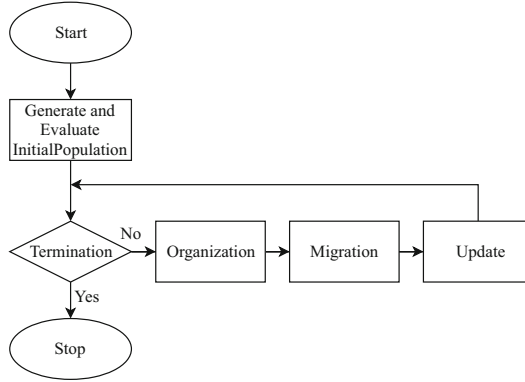 Start
Generate and
Evaluate
InitialPopulation
Termination
No
Organization
Migration
Update
Yes
Stop